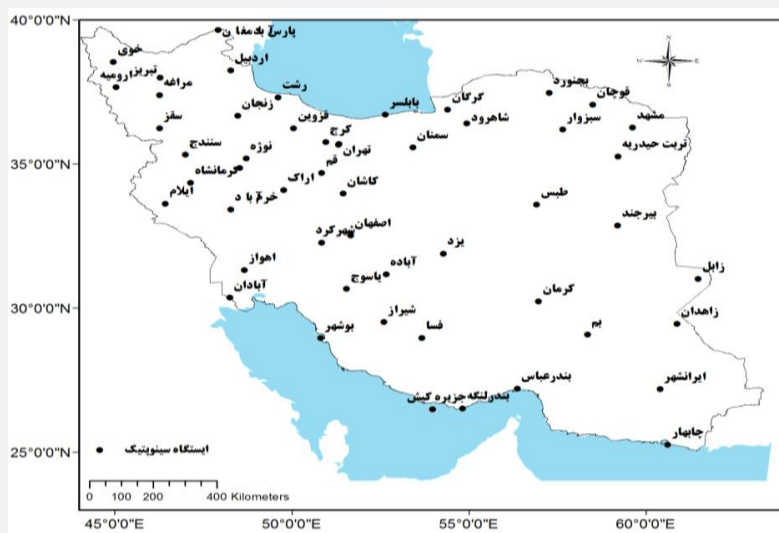 40°0'0"N
پارس‌آباد مغان
خوی
اردبیل
تبریز
ارومیه
مراغه
رشت
بجنورد
قوچان
زنجان
بابلسر
گرگان
سقز
قزوین
شاهرود
سبزوار
مشهد
کرج
سمنان
تهران
تربت حیدریه
سنندج
35°0'0"N
نوژه
قم
کرمانشاه
اراک
کاشان
ایلام
خرم‌آباد
طبس
بیرجند
اصفهان
شهرکرد
یزد
اهواز
آباده
زابل
یاسوج
آبادان
کرمان
30°0'0"N
زاهدان
شیراز
بوشهر
فسا
بم
بندرعباس
ایرانشهر
جزیره کیش
بندرلنگه
چابهار
25°0'0"N
ایستگاه سینوپتیک
0 100 200 400 Kilometers
45°0'0"E 50°0'0"E 55°0'0"E 60°0'0"E
N
W E
S